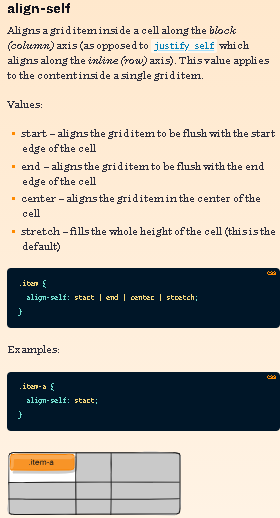 align-self
Aligns a grid item inside a cell along the block
(column) axis (as opposed to justify-self which
aligns along the inline (row) axis). This value applies
to the content inside a single grid item.
Values:
start – aligns the grid item to be flush with the start
edge of the cell
end – aligns the grid item to be flush with the end
edge of the cell
center – aligns the grid item in the center of the
cell
stretch – fills the whole height of the cell (this is the
default)
css
.item {
align-self: start | end | center | stretch;
}
Examples:
css
.item-a {
align-self: start;
}
.item-a